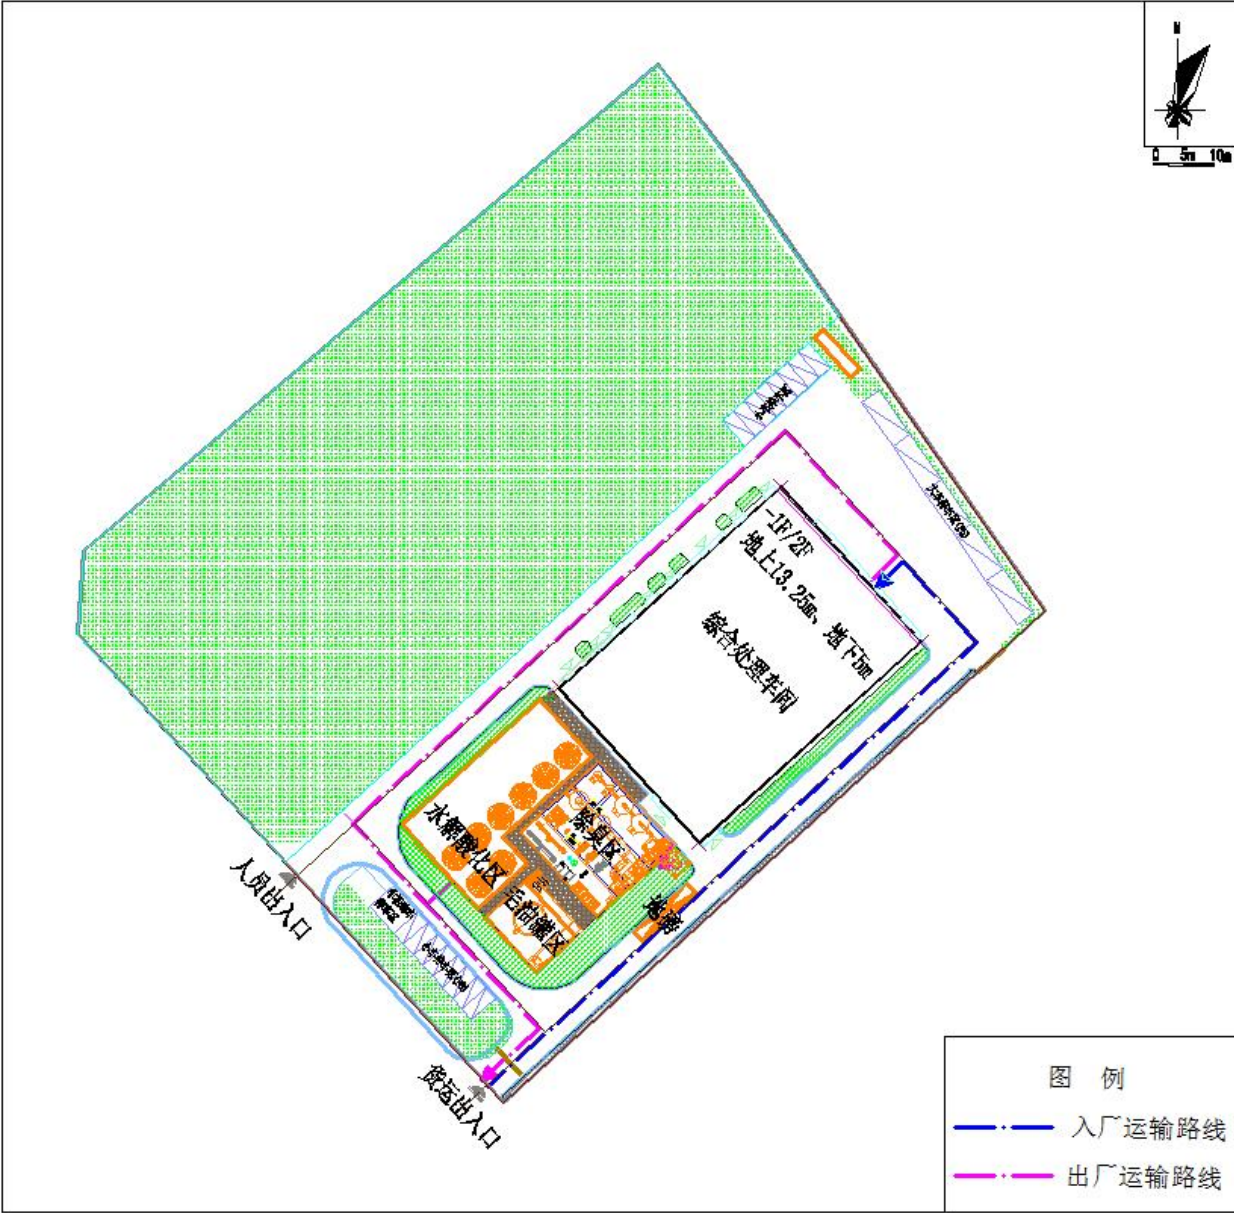 N
0 5m 10m
-1F/2F
地上13.25m、地下5m
综合处理车间
除臭区
水解酸化区
毛油罐区
地磅
人员出入口
货运出入口
图 例
入厂运输路线
出厂运输路线